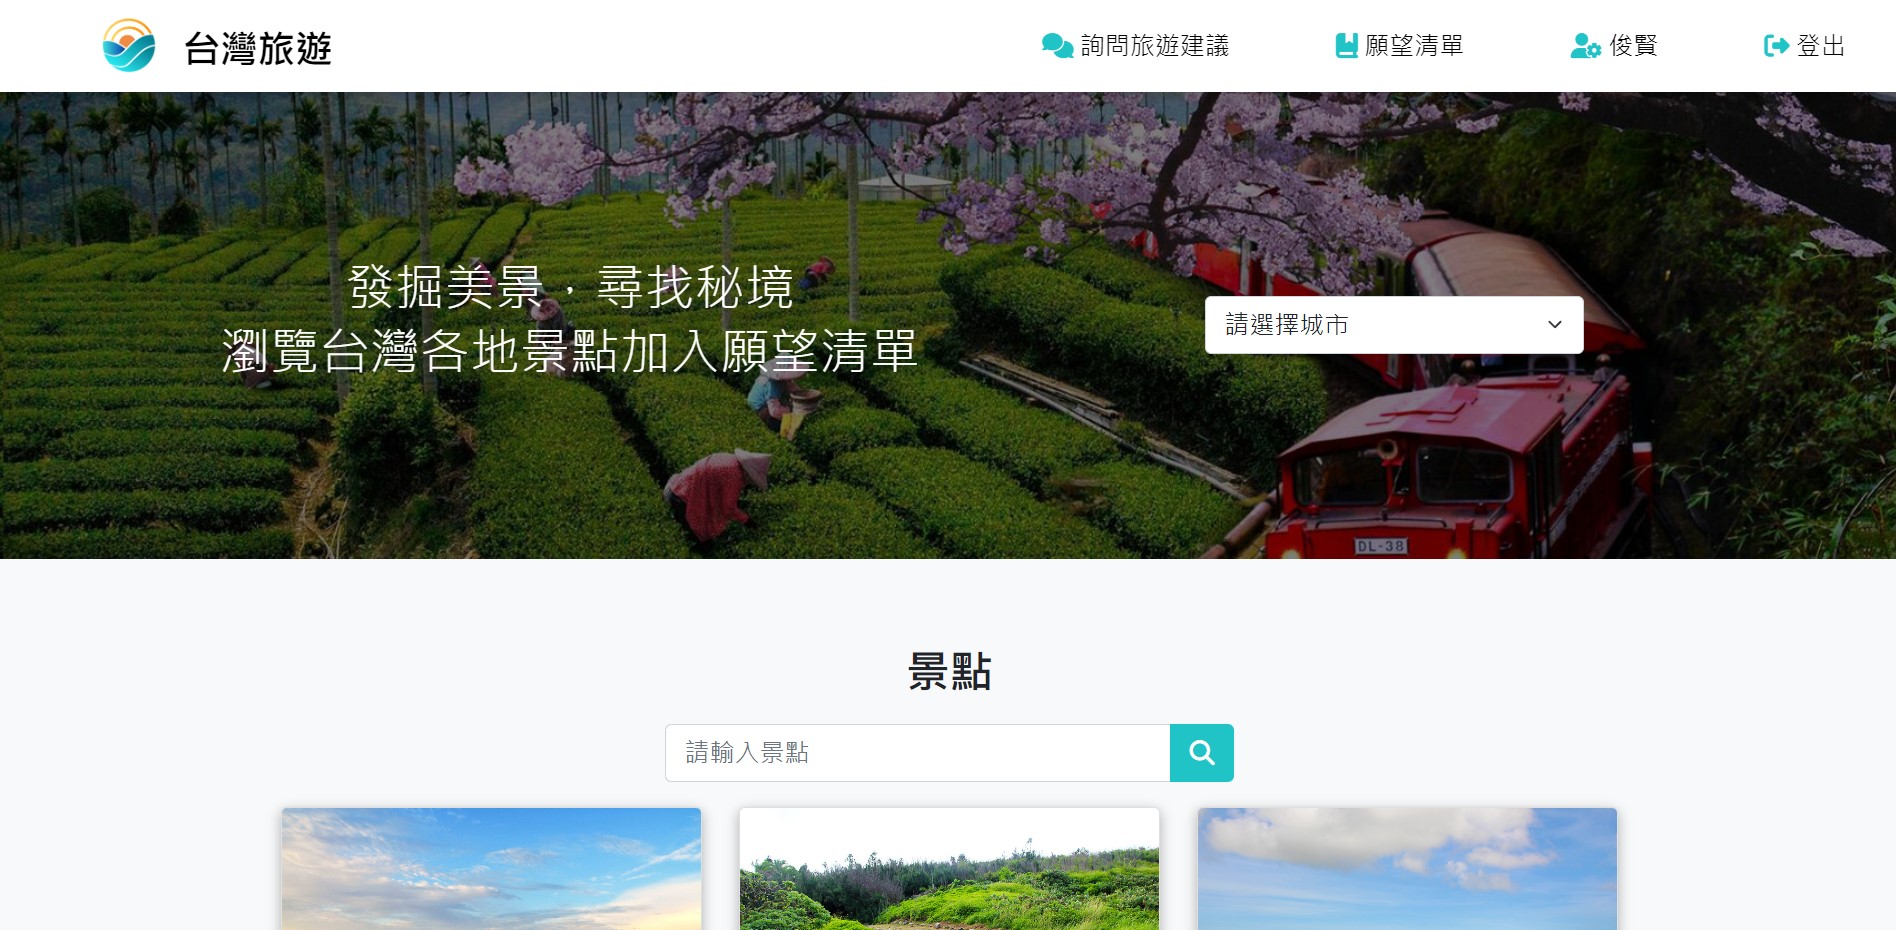 台灣旅遊
詢問旅遊建議
願望清單
俊賢
登出
發掘美景，尋找秘境
瀏覽台灣各地景點加入願望清單
請選擇城市
DL-38
景點
請輸入景點